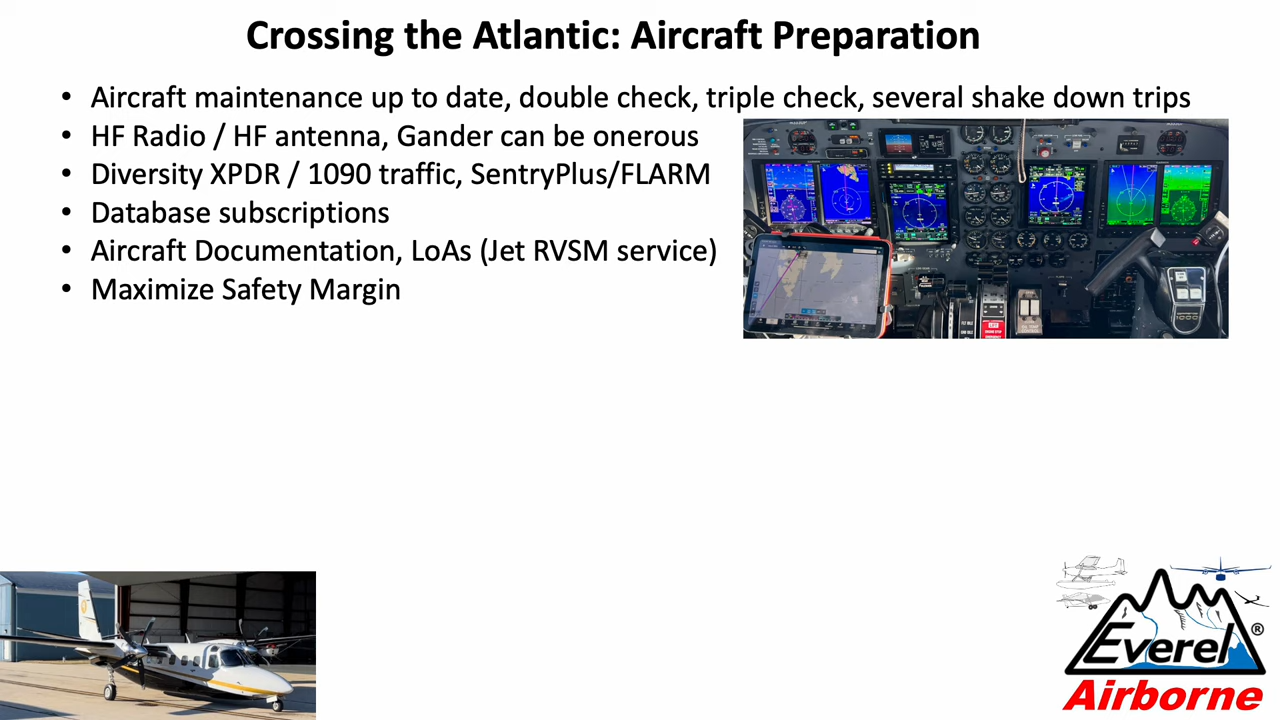 Crossing the Atlantic: Aircraft Preparation
• Aircraft maintenance up to date, double check, triple check, several shake down trips
• HF Radio / HF antenna, Gander can be onerous
• Diversity XPDR / 1090 traffic, SentryPlus/FLARM
• Database subscriptions
• Aircraft Documentation, LoAs (Jet RVSM service)
• Maximize Safety Margin
Everel®
Airborne